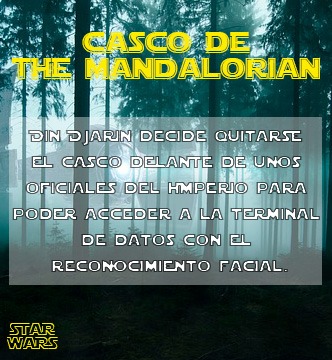 CASCO DE
THE MANDALORIAN
DIN DJARIN DECIDE QUITARSE
EL CASCO DELANTE DE UNOS
OFICIALES DEL IMPERIO PARA
PODER ACCEDER A LA TERMINAL
DE DATOS CON EL
RECONOCIMIENTO FACIAL.
STAR
WARS